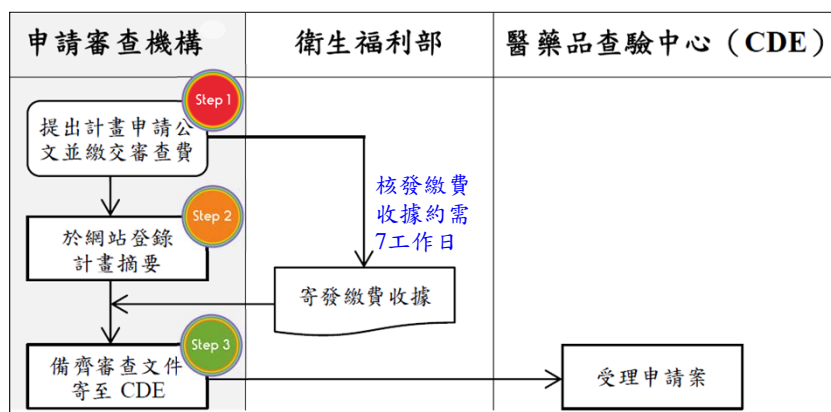 申請審查機構
衛生福利部
醫藥品查驗中心（CDE）
Step 1
提出計畫申請公
文並繳交審查費
核發繳費
收據約需
7工作日
Step 2
於網站登錄
計畫摘要
寄發繳費收據
Step 3
備齊審查文件
寄至 CDE
受理申請案